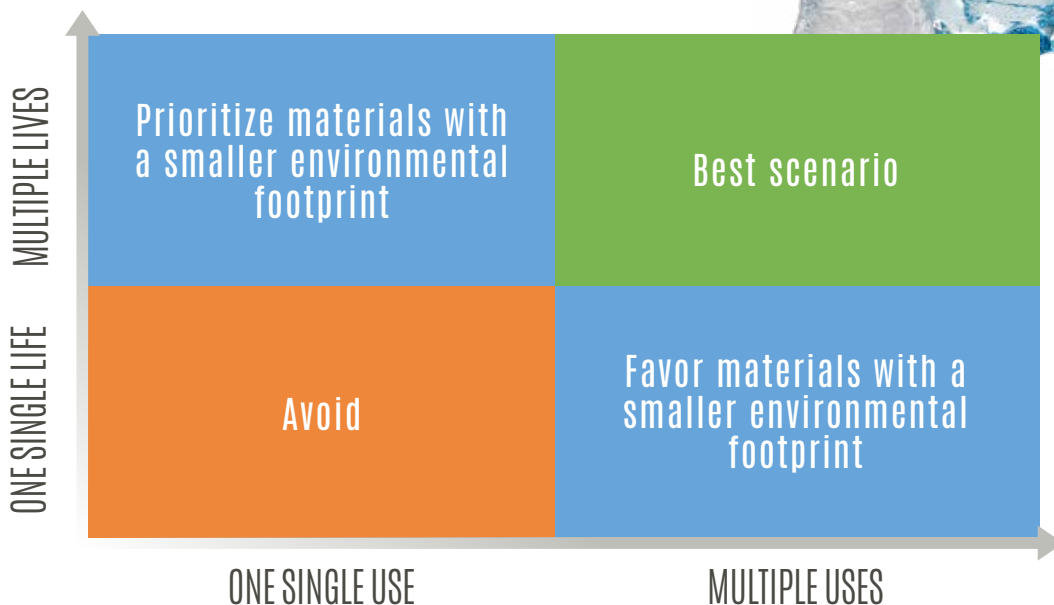 MULTIPLE LIVES
Prioritize materials with
a smaller environmental
footprint
Best scenario
ONE SINGLE LIFE
Avoid
Favor materials with a
smaller environmental
footprint
ONE SINGLE USE
MULTIPLE USES